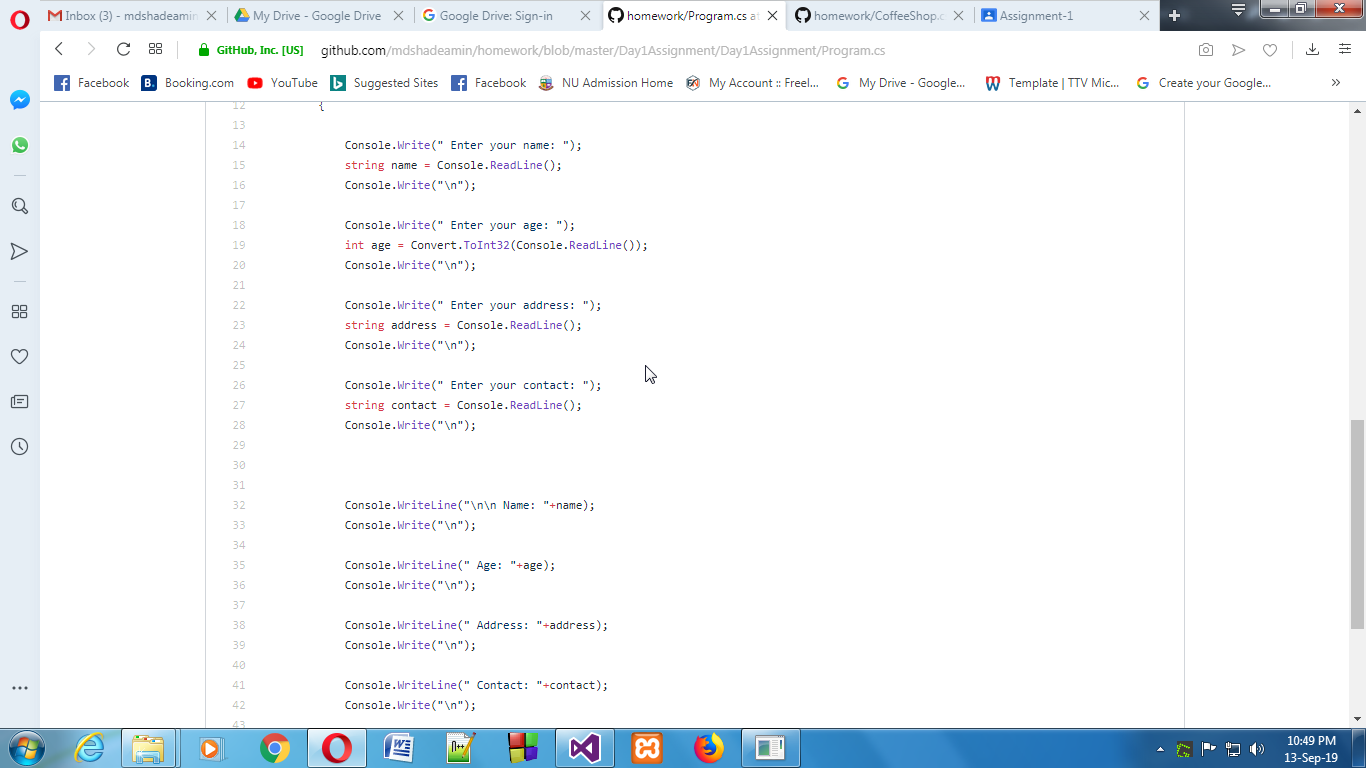 Inbox (3) - mdshadeamin
My Drive - Google Drive
Google Drive: Sign-in
homework/Program.cs at
homework/CoffeeShop.c
Assignment-1
GitHub, Inc. [US]
github.com/mdshadeamin/homework/blob/master/Day1Assignment/Day1Assignment/Program.cs
Facebook
Booking.com
YouTube
Suggested Sites
Facebook
NU Admission Home
My Account :: Freel...
My Drive - Google...
Template | TTV Mic...
Create your Google...
»
12 {
13
14 Console.Write(" Enter your name: ");
15 string name = Console.ReadLine();
16 Console.Write("\n");
17
18 Console.Write(" Enter your age: ");
19 int age = Convert.ToInt32(Console.ReadLine());
20 Console.Write("\n");
21
22 Console.Write(" Enter your address: ");
23 string address = Console.ReadLine();
24 Console.Write("\n");
25
26 Console.Write(" Enter your contact: ");
27 string contact = Console.ReadLine();
28 Console.Write("\n");
29
30
31
32 Console.WriteLine("\n\n Name: "+name);
33 Console.Write("\n");
34
35 Console.WriteLine(" Age: "+age);
36 Console.Write("\n");
37
38 Console.WriteLine(" Address: "+address);
39 Console.Write("\n");
40
41 Console.WriteLine(" Contact: "+contact);
42 Console.Write("\n");
43
10:49 PM
13-Sep-19